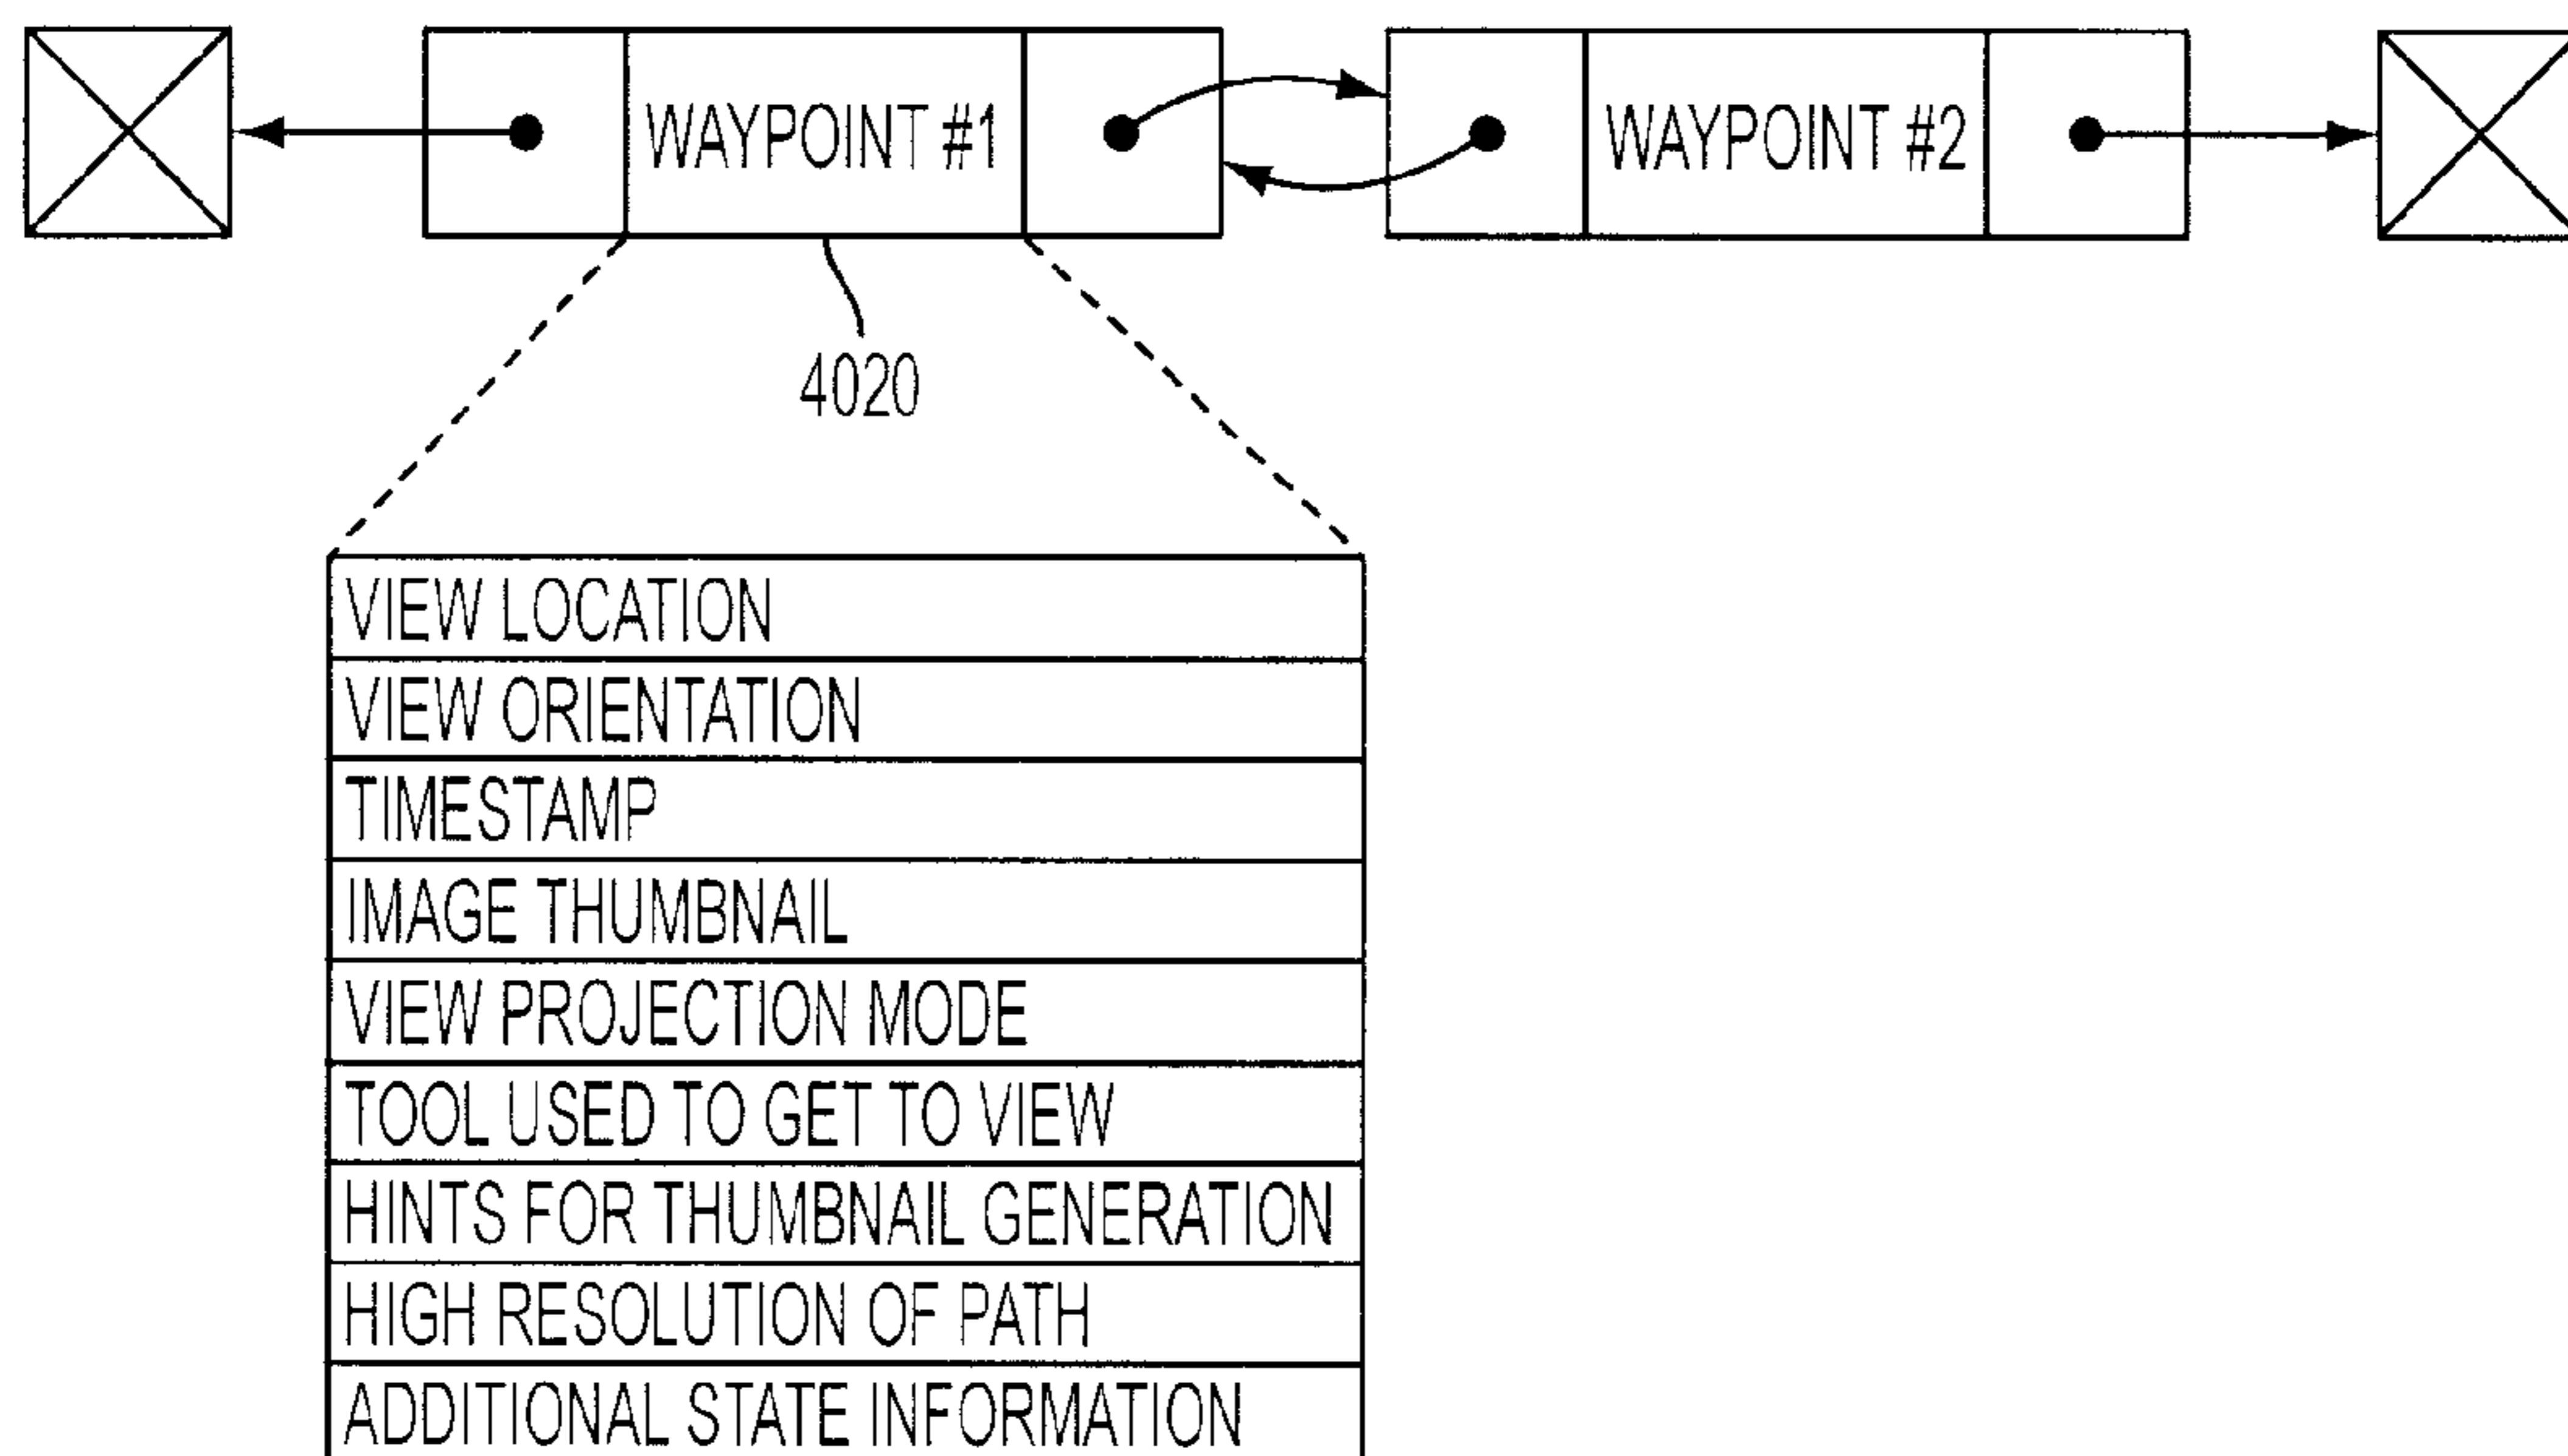 WAYPOINT #1
WAYPOINT #2
4020
VIEW LOCATION
VIEW ORIENTATION
TIMESTAMP
IMAGE THUMBNAIL
VIEW PROJECTION MODE
TOOL USED TO GET TO VIEW
HINTS FOR THUMBNAIL GENERATION
HIGH RESOLUTION OF PATH
ADDITIONAL STATE INFORMATION